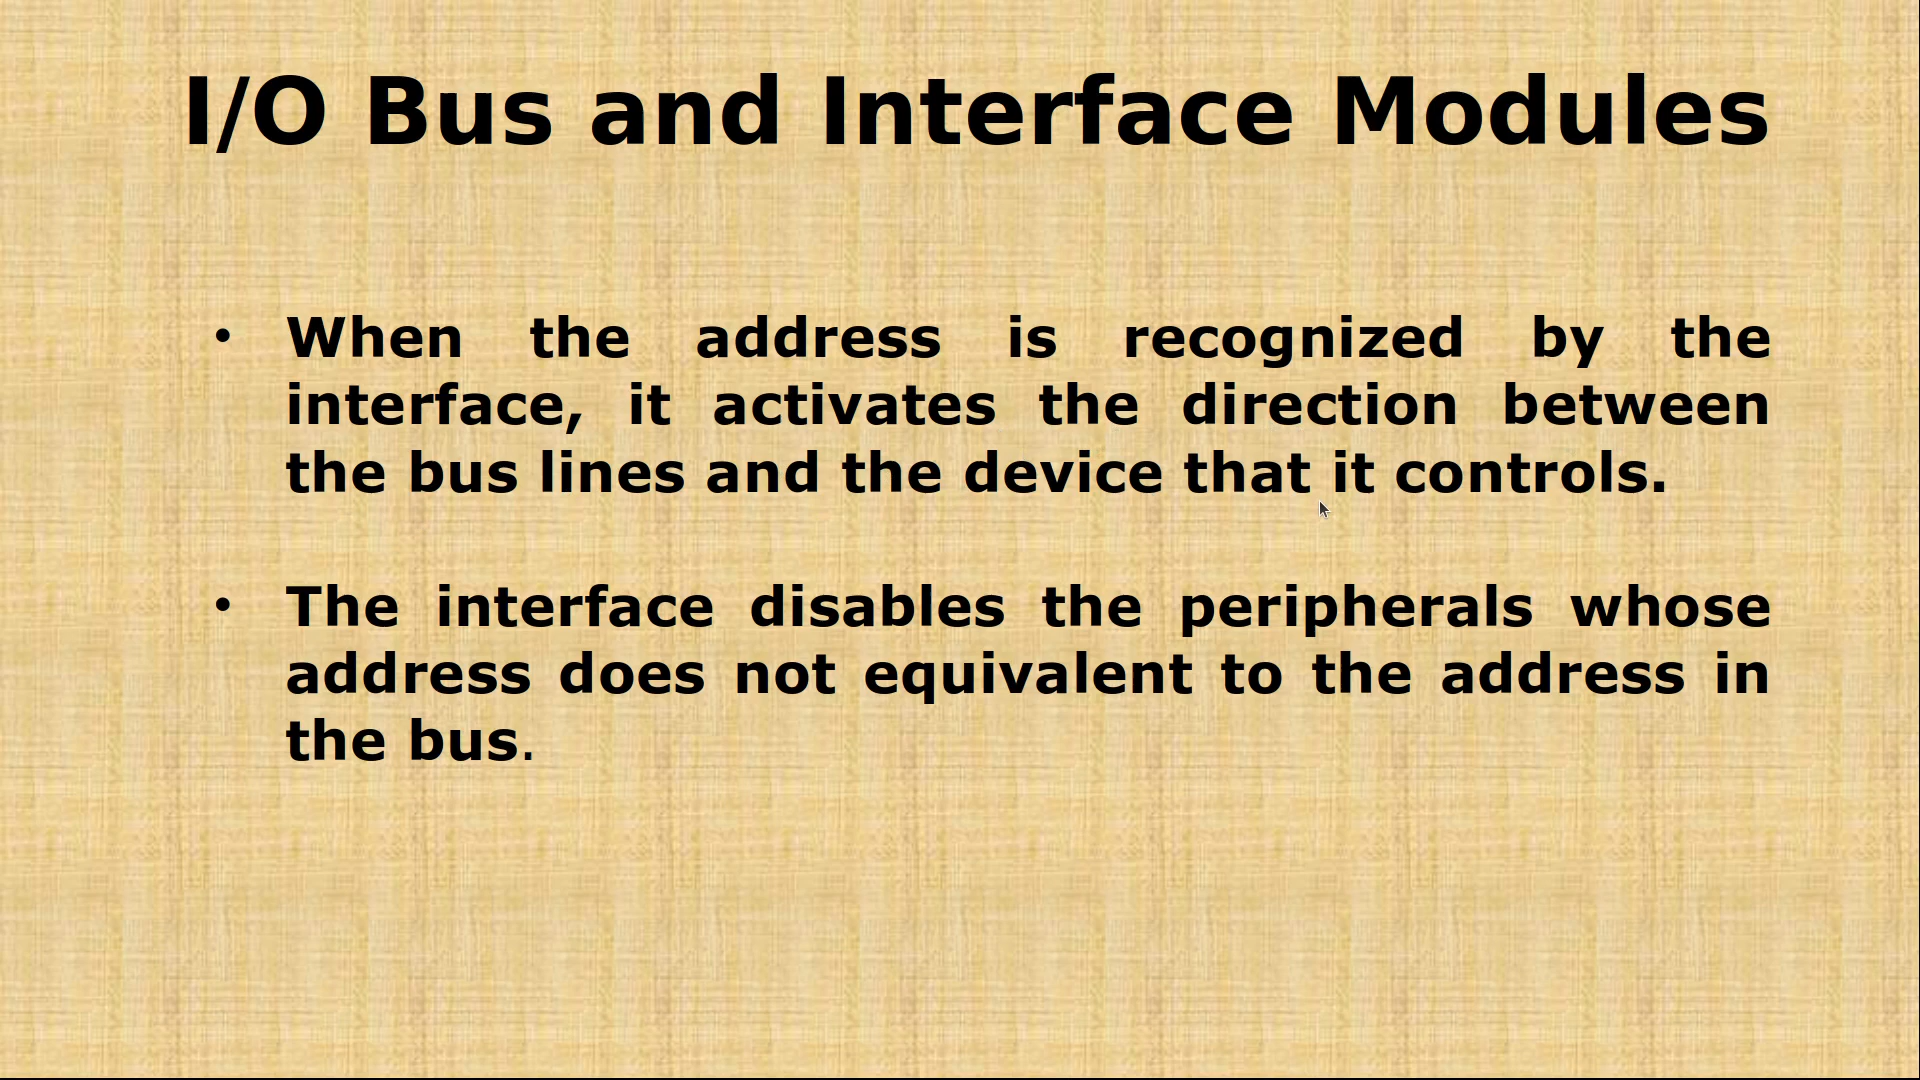 I/O Bus and Interface Modules
• When the address is recognized by the
interface, it activates the direction between
the bus lines and the device that it controls.
• The interface disables the peripherals whose
address does not equivalent to the address in
the bus.